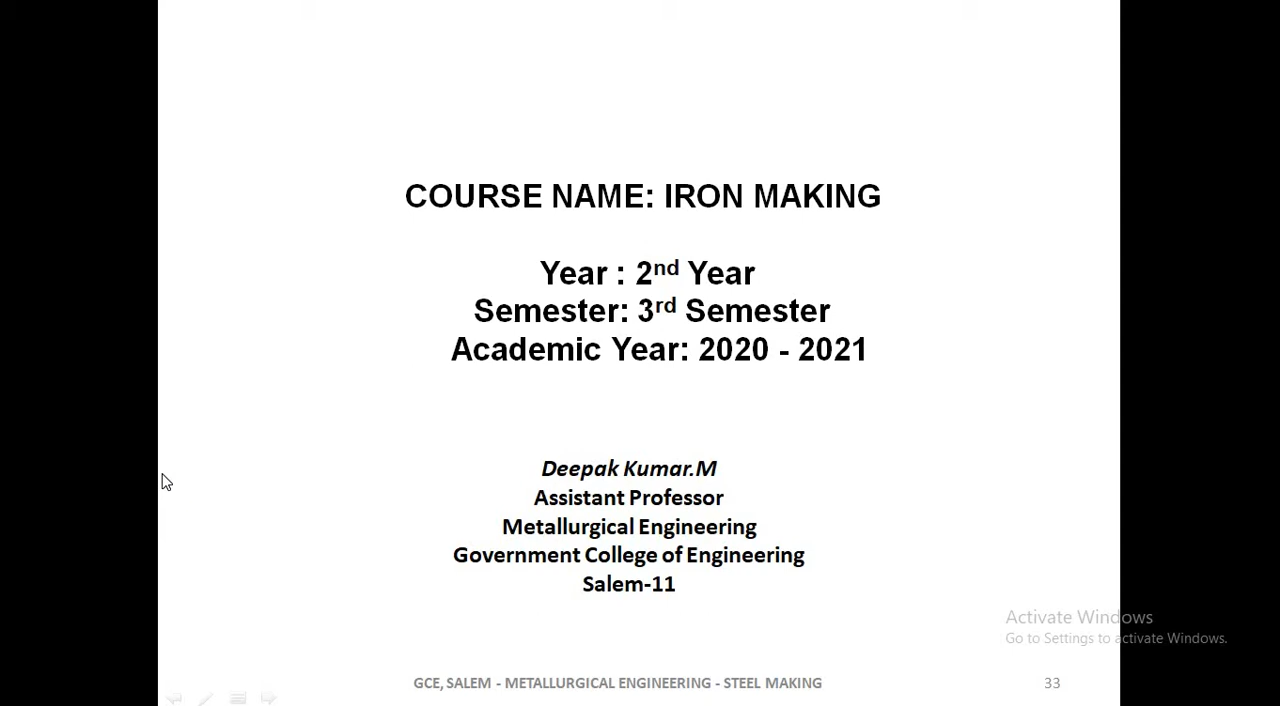 COURSE NAME: IRON MAKING
Year : 2nd Year
Semester: 3rd Semester
Academic Year: 2020 - 2021
Deepak Kumar.M
Assistant Professor
Metallurgical Engineering
Government College of Engineering
Salem-11
Activate Windows
Go to Settings to activate Windows.
GCE, SALEM - METALLURGICAL ENGINEERING - STEEL MAKING 33